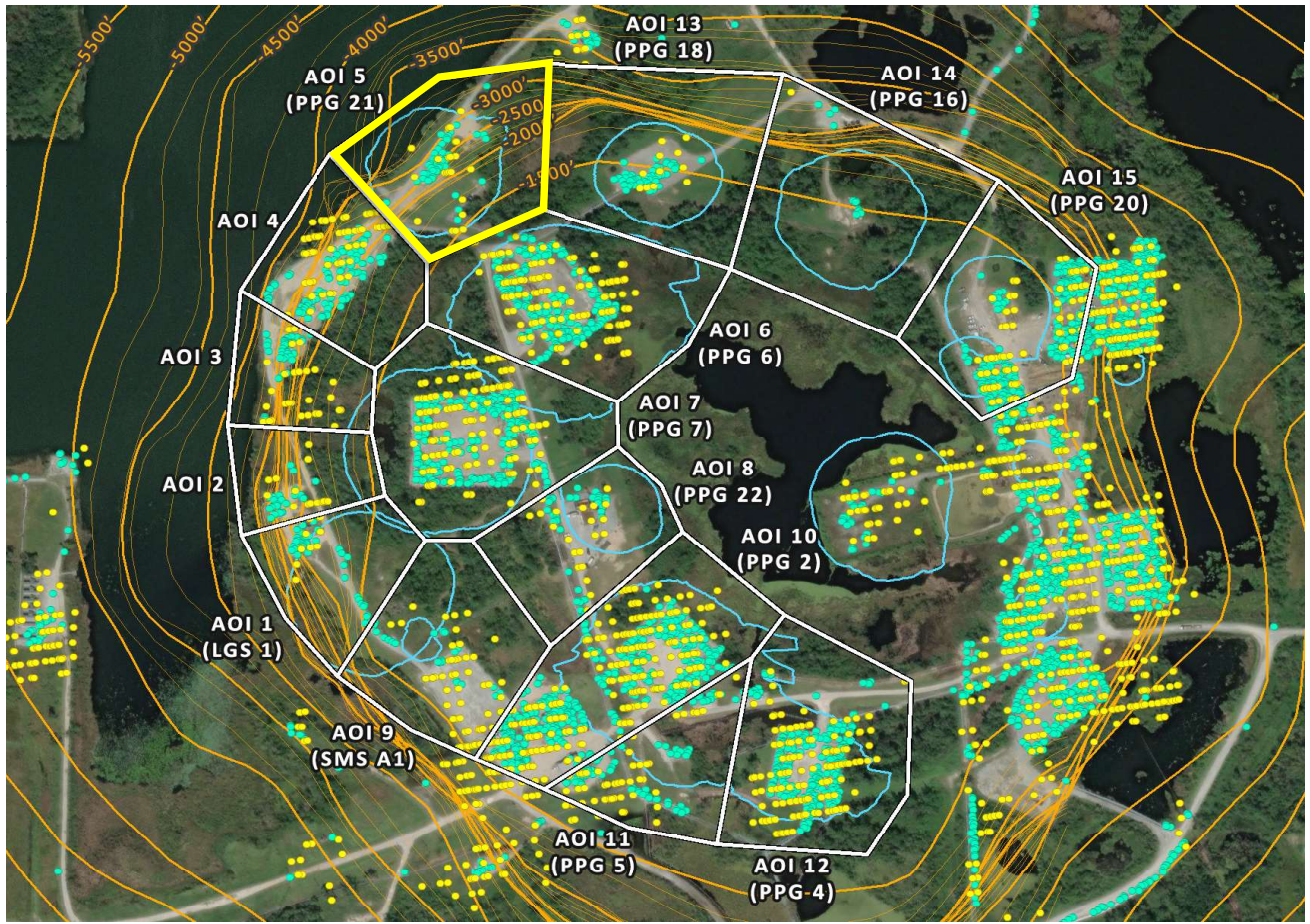 -5500'
-5000'
-4500'
-4000'
-3500'
-3000'
-2500
-2000'
-1500'
AOI 13
(PPG 18)
AOI 5
(PPG 21)
AOI 14
(PPG 16)
AOI 15
(PPG 20)
AOI 4
AOI 3
AOI 6
(PPG 6)
AOI 7
(PPG 7)
AOI 2
AOI 8
(PPG 22)
AOI 10
(PPG 2)
AOI 1
(LGS 1)
AOI 9
(SMS A1)
AOI 11
(PPG 5)
AOI 12
(PPG 4)